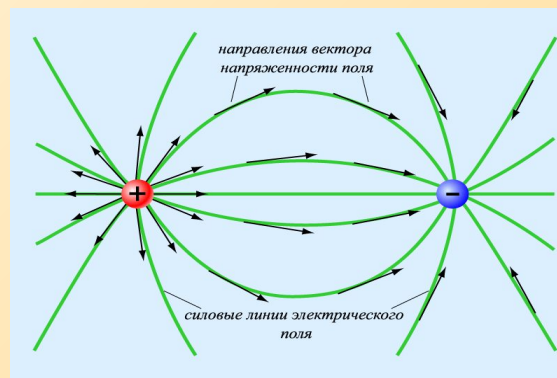 направления вектора
напряженности поля
+
-
силовые линии электрического
поля